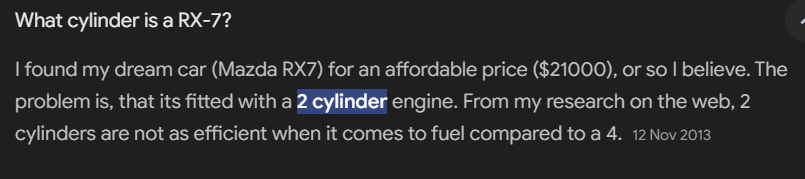 What cylinder is a RX-7?
I found my dream car (Mazda RX7) for an affordable price ($21000), or so I believe. The
problem is, that its fitted with a 2 cylinder engine. From my research on the web, 2
cylinders are not as efficient when it comes to fuel compared to a 4. 12 Nov 2013